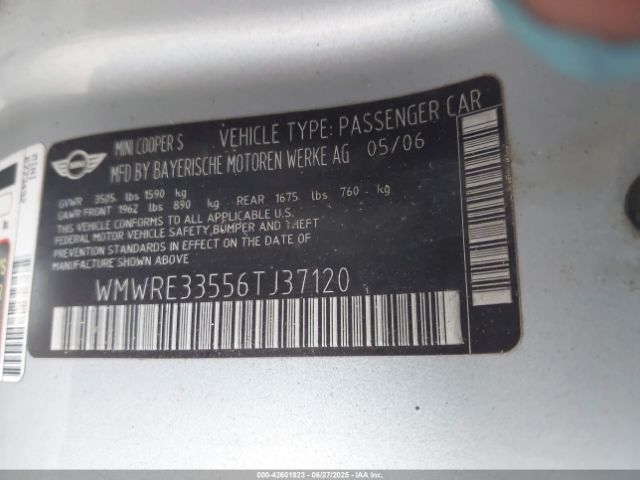 MINI
MINI COOPER S VEHICLE TYPE: PASSENGER CAR
MFD BY BAYERISCHE MOTOREN WERKE AG 05/06
GVWR 3505 lbs 1590 kg
GAWR FRONT 1962 lbs 890 kg REAR 1675 lbs 760 kg
THIS VEHICLE CONFORMS TO ALL APPLICABLE U.S.
FEDERAL MOTOR VEHICLE SAFETY,BUMPER AND THEFT
PREVENTION STANDARDS IN EFFECT ON THE DATE OF
MANUFACTURE SHOWN ABOVE.
WMWRE33556TJ37120
000-42601923 | 06/27/2025 | IAA